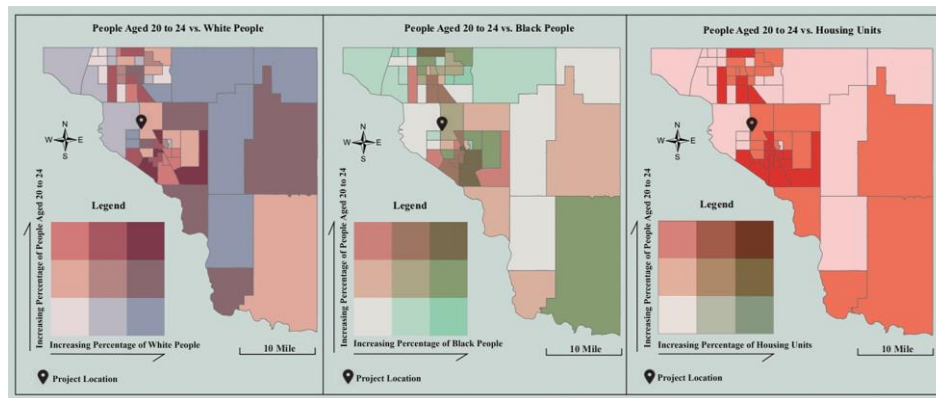 People Aged 20 to 24 vs. White People
N
W E
S
Legend
Increasing Percentage of People Aged 20 to 24
Increasing Percentage of White People
10 Mile
Project Location
People Aged 20 to 24 vs. Black People
N
W E
S
Legend
Increasing Percentage of People Aged 20 to 24
Increasing Percentage of Black People
10 Mile
Project Location
People Aged 20 to 24 vs. Housing Units
N
W E
S
Legend
Increasing Percentage of People Aged 20 to 24
Increasing Percentage of Housing Units
10 Mile
Project Location